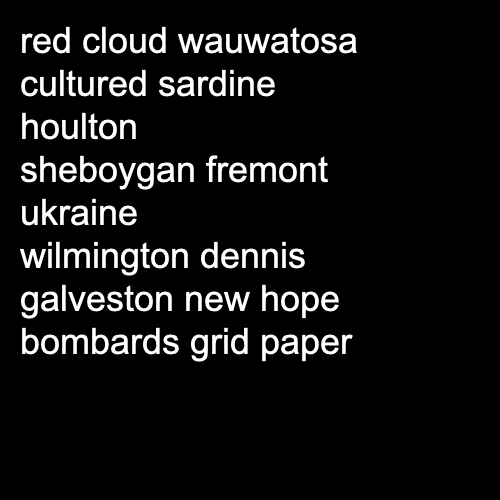 red cloud wauwatosa
cultured sardine
houlton
sheboygan fremont
ukraine
wilmington dennis
galveston new hope
bombards grid paper